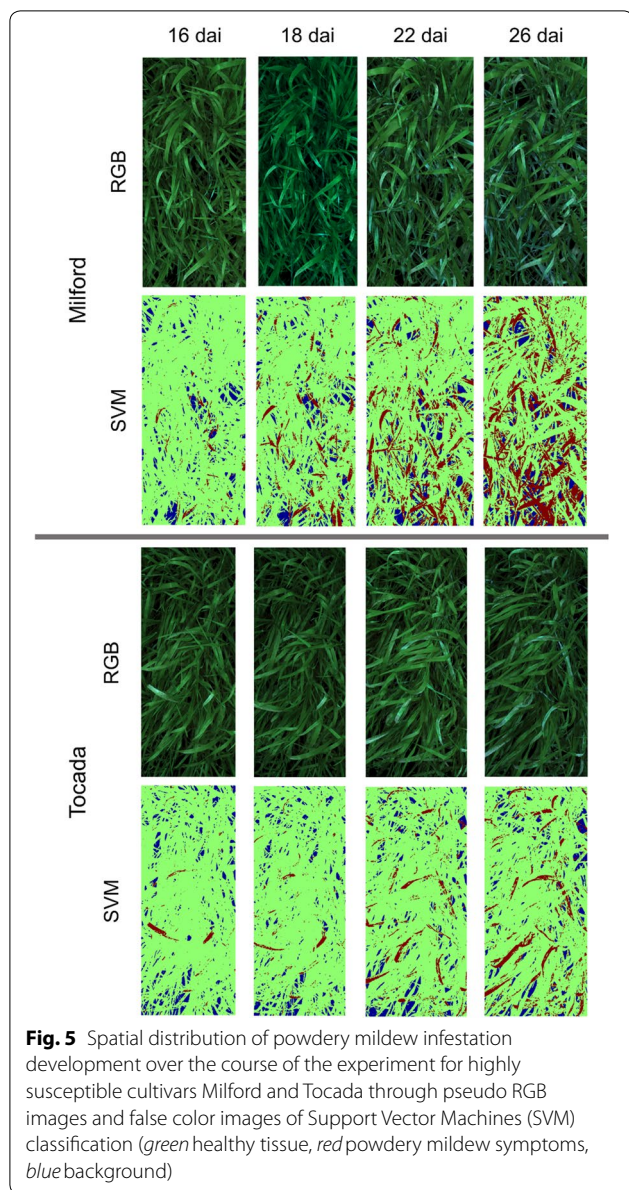 16 dai 18 dai 22 dai 26 dai
RGB
Milford
SVM
RGB
Tocada
SVM
Fig. 5 Spatial distribution of powdery mildew infestation
development over the course of the experiment for highly
susceptible cultivars Milford and Tocada through pseudo RGB
images and false color images of Support Vector Machines (SVM)
classification (green healthy tissue, red powdery mildew symptoms,
blue background)